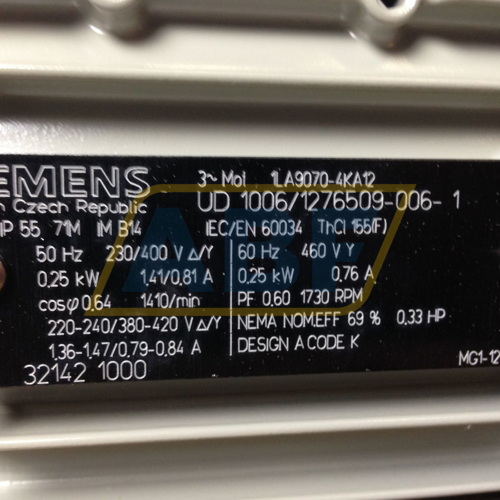 EMENS
3~ Mot 1LA9070-4KA12
n Czech Republic UD 1006/1276509-006-1
IP 55 71M IM B14 IEC/EN 60034 ThCl 155(F)
50 Hz 230/400 V Δ/Y 60 Hz 460 V Y
0.25 kW 1.41/0.81 A 0.25 kW 0.76 A
cosφ 0.64 1410/min PF 0.60 1730 RPM
220-240/380-420 V Δ/Y NEMA NOM.EFF 69 % 0.33 HP
1.36-1.47/0.79-0.84 A DESIGN A CODE K
MG1-12
32142 1000
ABF